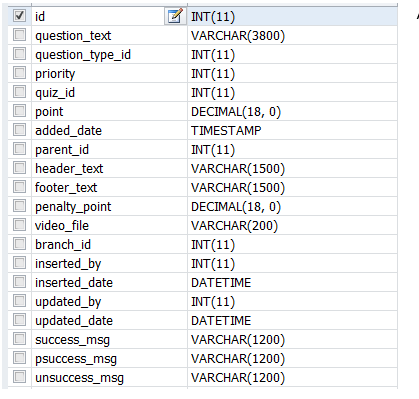 id INT(11)
question_text VARCHAR(3800)
question_type_id INT(11)
priority INT(11)
quiz_id INT(11)
point DECIMAL(18, 0)
added_date TIMESTAMP
parent_id INT(11)
header_text VARCHAR(1500)
footer_text VARCHAR(1500)
penalty_point DECIMAL(18, 0)
video_file VARCHAR(200)
branch_id INT(11)
inserted_by INT(11)
inserted_date DATETIME
updated_by INT(11)
updated_date DATETIME
success_msg VARCHAR(1200)
psuccess_msg VARCHAR(1200)
unsuccess_msg VARCHAR(1200)